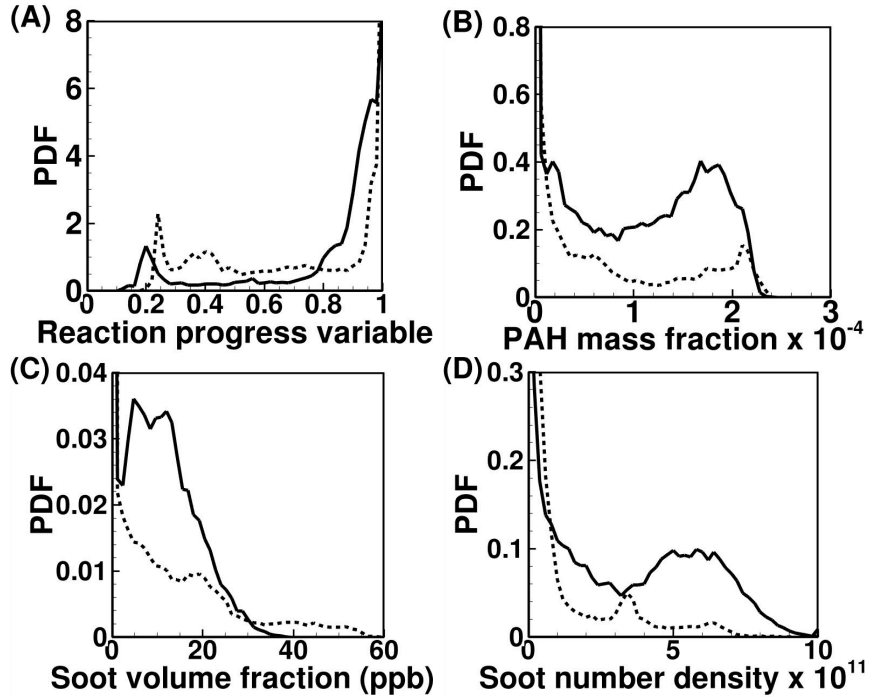 (A)
8
6
4
2
0
PDF
0 0.2 0.4 0.6 0.8 1
Reaction progress variable
(B)
0.8
0.6
0.4
0.2
0
PDF
0 1 2 3
PAH mass fraction x 10-4
(C)
0.04
0.03
0.02
0.01
0
PDF
0 20 40 60
Soot volume fraction (ppb)
(D)
0.3
0.2
0.1
0
PDF
0 5 10
Soot number density x 1011